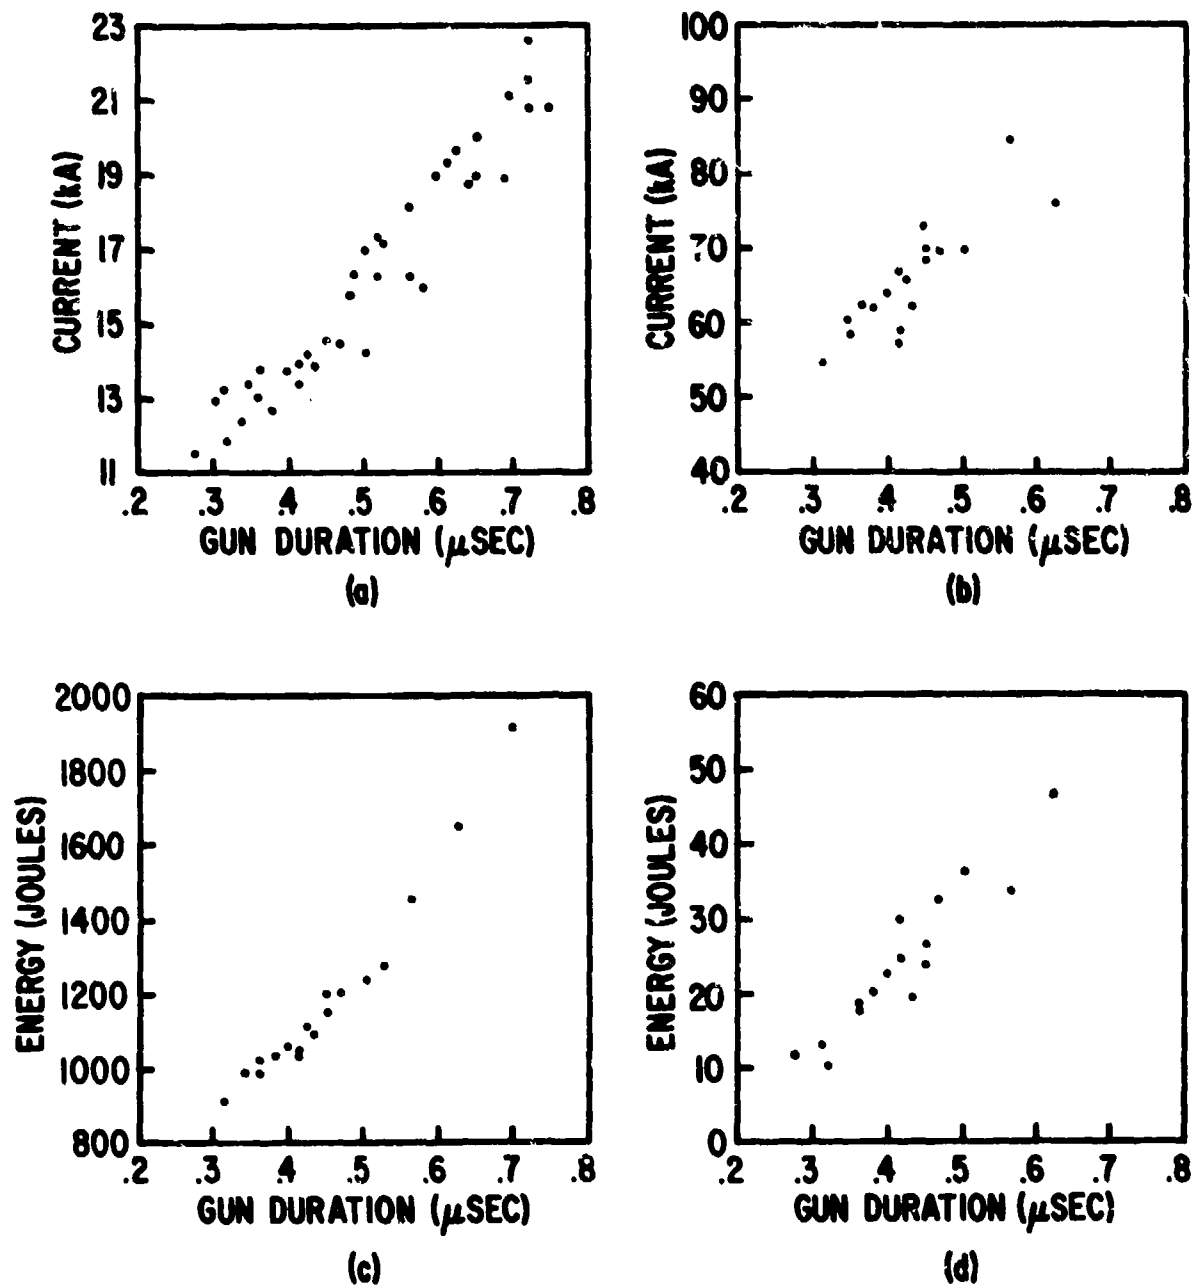 23
21
19
17
15
13
11
CURRENT (kA)
.2 .3 .4 .5 .6 .7 .8
GUN DURATION (μSEC)
(a)
100
90
80
70
60
50
40
CURRENT (kA)
.2 .3 .4 .5 .6 .7 .8
GUN DURATION (μSEC)
(b)
2000
1800
1600
1400
1200
1000
800
ENERGY (JOULES)
.2 .3 .4 .5 .6 .7 .8
GUN DURATION (μSEC)
(c)
60
50
40
30
20
10
0
ENERGY (JOULES)
.2 .3 .4 .5 .6 .7 .8
GUN DURATION (μSEC)
(d)